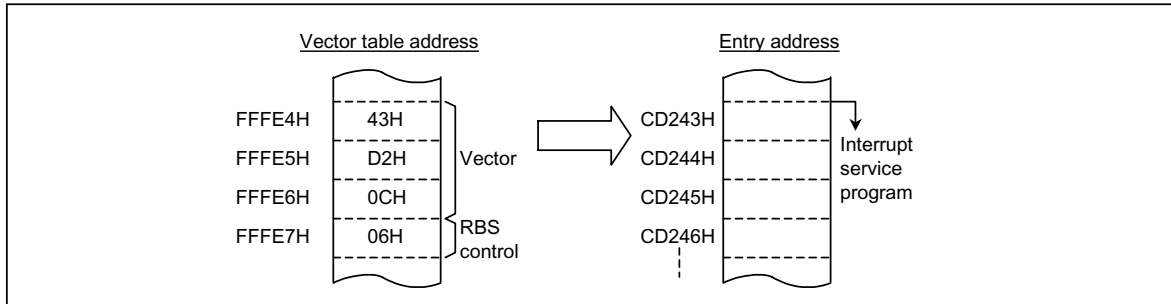 Vector table address
Entry address
FFFE4H 43H
CD243H
FFFE5H D2H
Vector
CD244H
Interrupt
service
program
FFFE6H 0CH
CD245H
FFFE7H 06H
RBS
control
CD246H